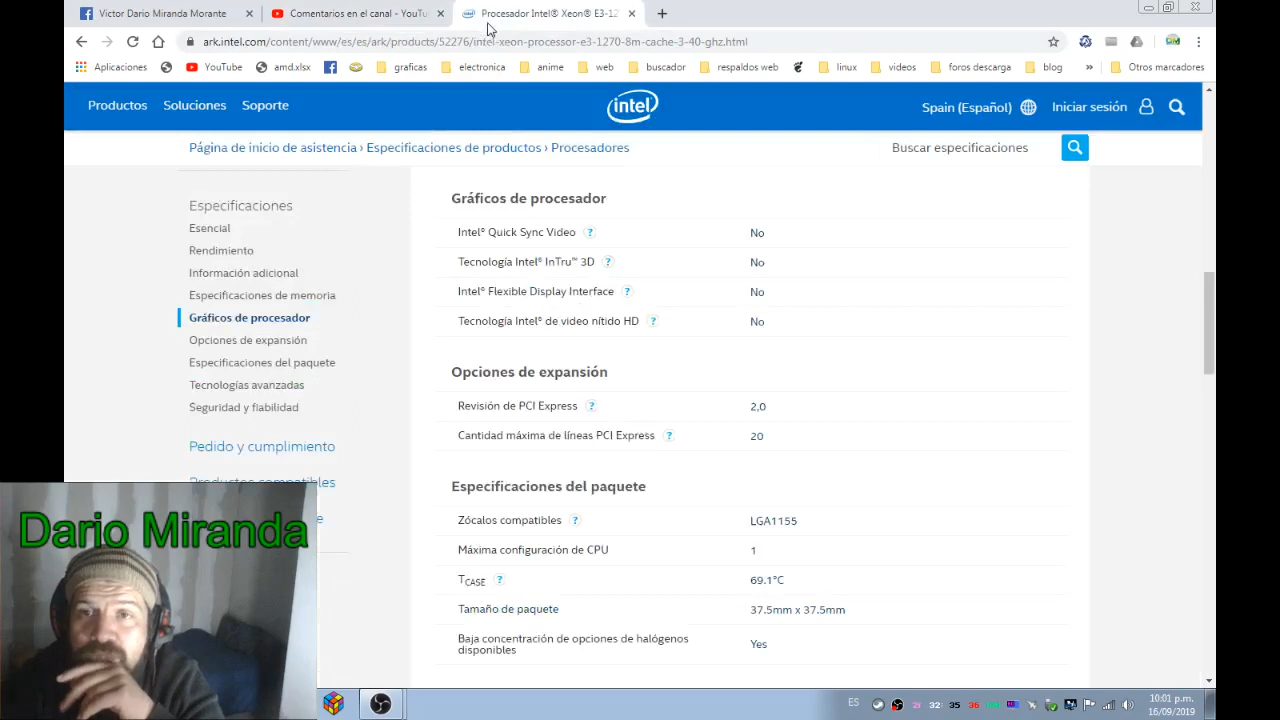 Victor Dario Miranda Morante
Comentarios en el canal - YouTu
Procesador Intel® Xeon® E3-12
ark.intel.com/content/www/es/es/ark/products/52276/intel-xeon-processor-e3-1270-8m-cache-3-40-ghz.html
Aplicaciones YouTube amd.xlsx graficas electronica anime web buscador respaldos web linux videos foros descarga blog » Otros marcadores
Productos Soluciones Soporte intel Spain (Español) Iniciar sesión
Página de inicio de asistencia › Especificaciones de productos › Procesadores Buscar especificaciones
Especificaciones
Esencial
Rendimiento
Información adicional
Especificaciones de memoria
Gráficos de procesador
Opciones de expansión
Especificaciones del paquete
Tecnologías avanzadas
Seguridad y fiabilidad
Pedido y cumplimiento
Productos compatibles
Gráficos de procesador
Intel® Quick Sync Video ? No
Tecnología Intel® InTru™ 3D ? No
Intel® Flexible Display Interface ? No
Tecnología Intel® de video nítido HD ? No
Opciones de expansión
Revisión de PCI Express ? 2,0
Cantidad máxima de líneas PCI Express ? 20
Especificaciones del paquete
Zócalos compatibles ? LGA1155
Máxima configuración de CPU 1
TCASE ? 69.1°C
Tamaño de paquete 37.5mm x 37.5mm
Baja concentración de opciones de halógenos
disponibles Yes
Dario Miranda
ES
32
35
36
10:01 p.m.
16/09/2019